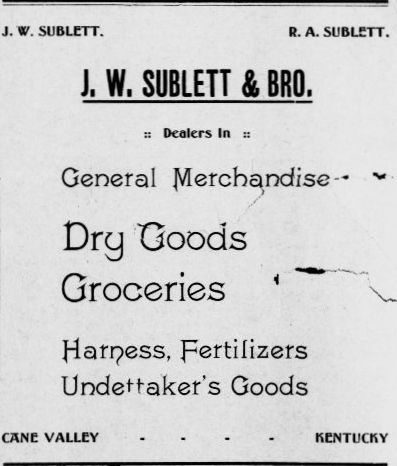 J. W. SUBLETT. R. A. SUBLETT.
J. W. SUBLETT & BRO.
:: Dealers In ::
General Merchandise--
Dry Goods
Groceries
Harness, Fertilizers
Undettaker's Goods
CANE VALLEY - - - - KENTUCKY